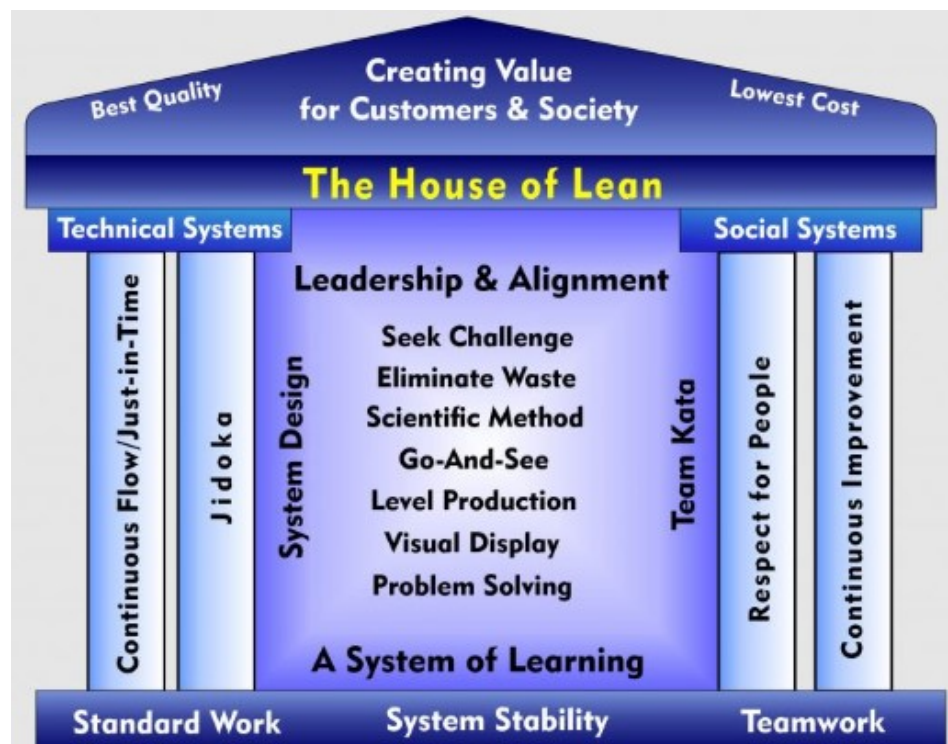 Creating Value
for Customers & Society
Best Quality
Lowest Cost
The House of Lean
Technical Systems
Social Systems
Continuous Flow/Just-in-Time
Jidoka
System Design
Leadership & Alignment
Seek Challenge
Eliminate Waste
Scientific Method
Go-And-See
Level Production
Visual Display
Problem Solving
A System of Learning
Team Kata
Respect for People
Continuous Improvement
Standard Work
System Stability
Teamwork